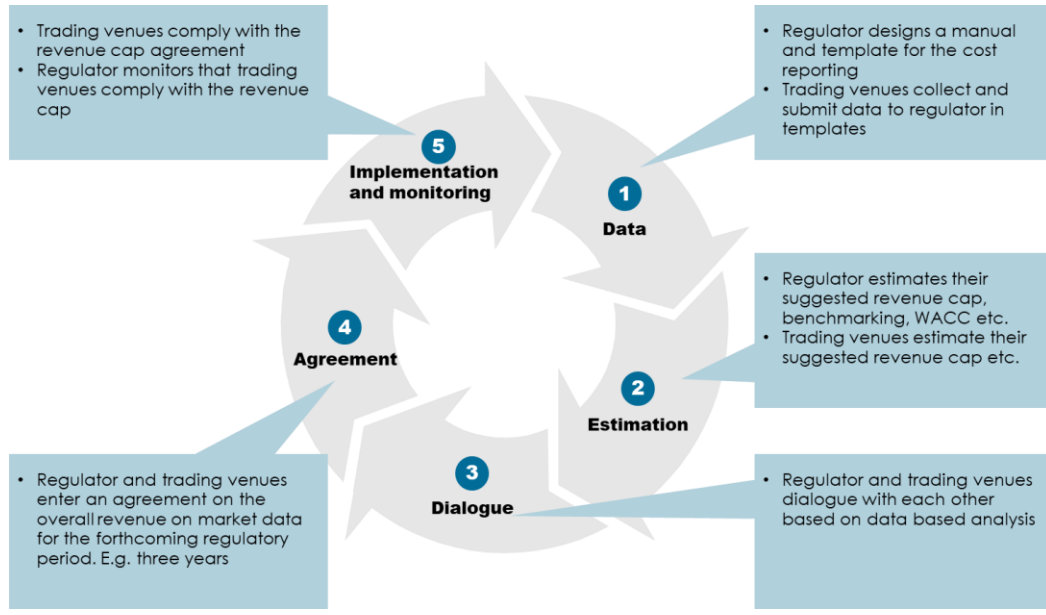 • Trading venues comply with the
revenue cap agreement
• Regulator monitors that trading
venues comply with the revenue
cap
• Regulator designs a manual
and template for the cost
reporting
• Trading venues collect and
submit data to regulator in
templates
5
Implementation
and monitoring
1
Data
• Regulator estimates their
suggested revenue cap,
benchmarking, WACC etc.
• Trading venues estimate their
suggested revenue cap etc.
4
Agreement
2
Estimation
3
Dialogue
• Regulator and trading venues
enter an agreement on the
overall revenue on market data
for the forthcoming regulatory
period. E.g. three years
• Regulator and trading venues
dialogue with each other
based on data based analysis